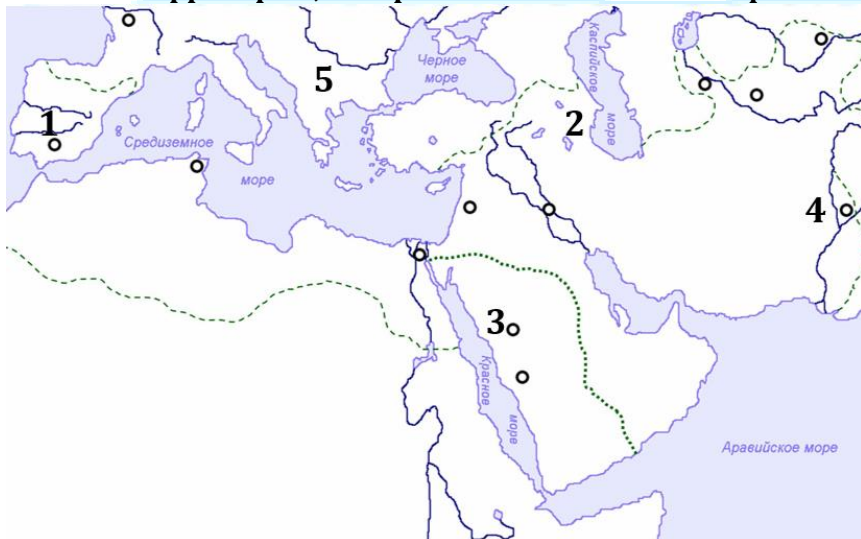 5
Черное
море
Каспийское
море
1
Средиземное
море
2
4
3
Красное
море
Аравийское море